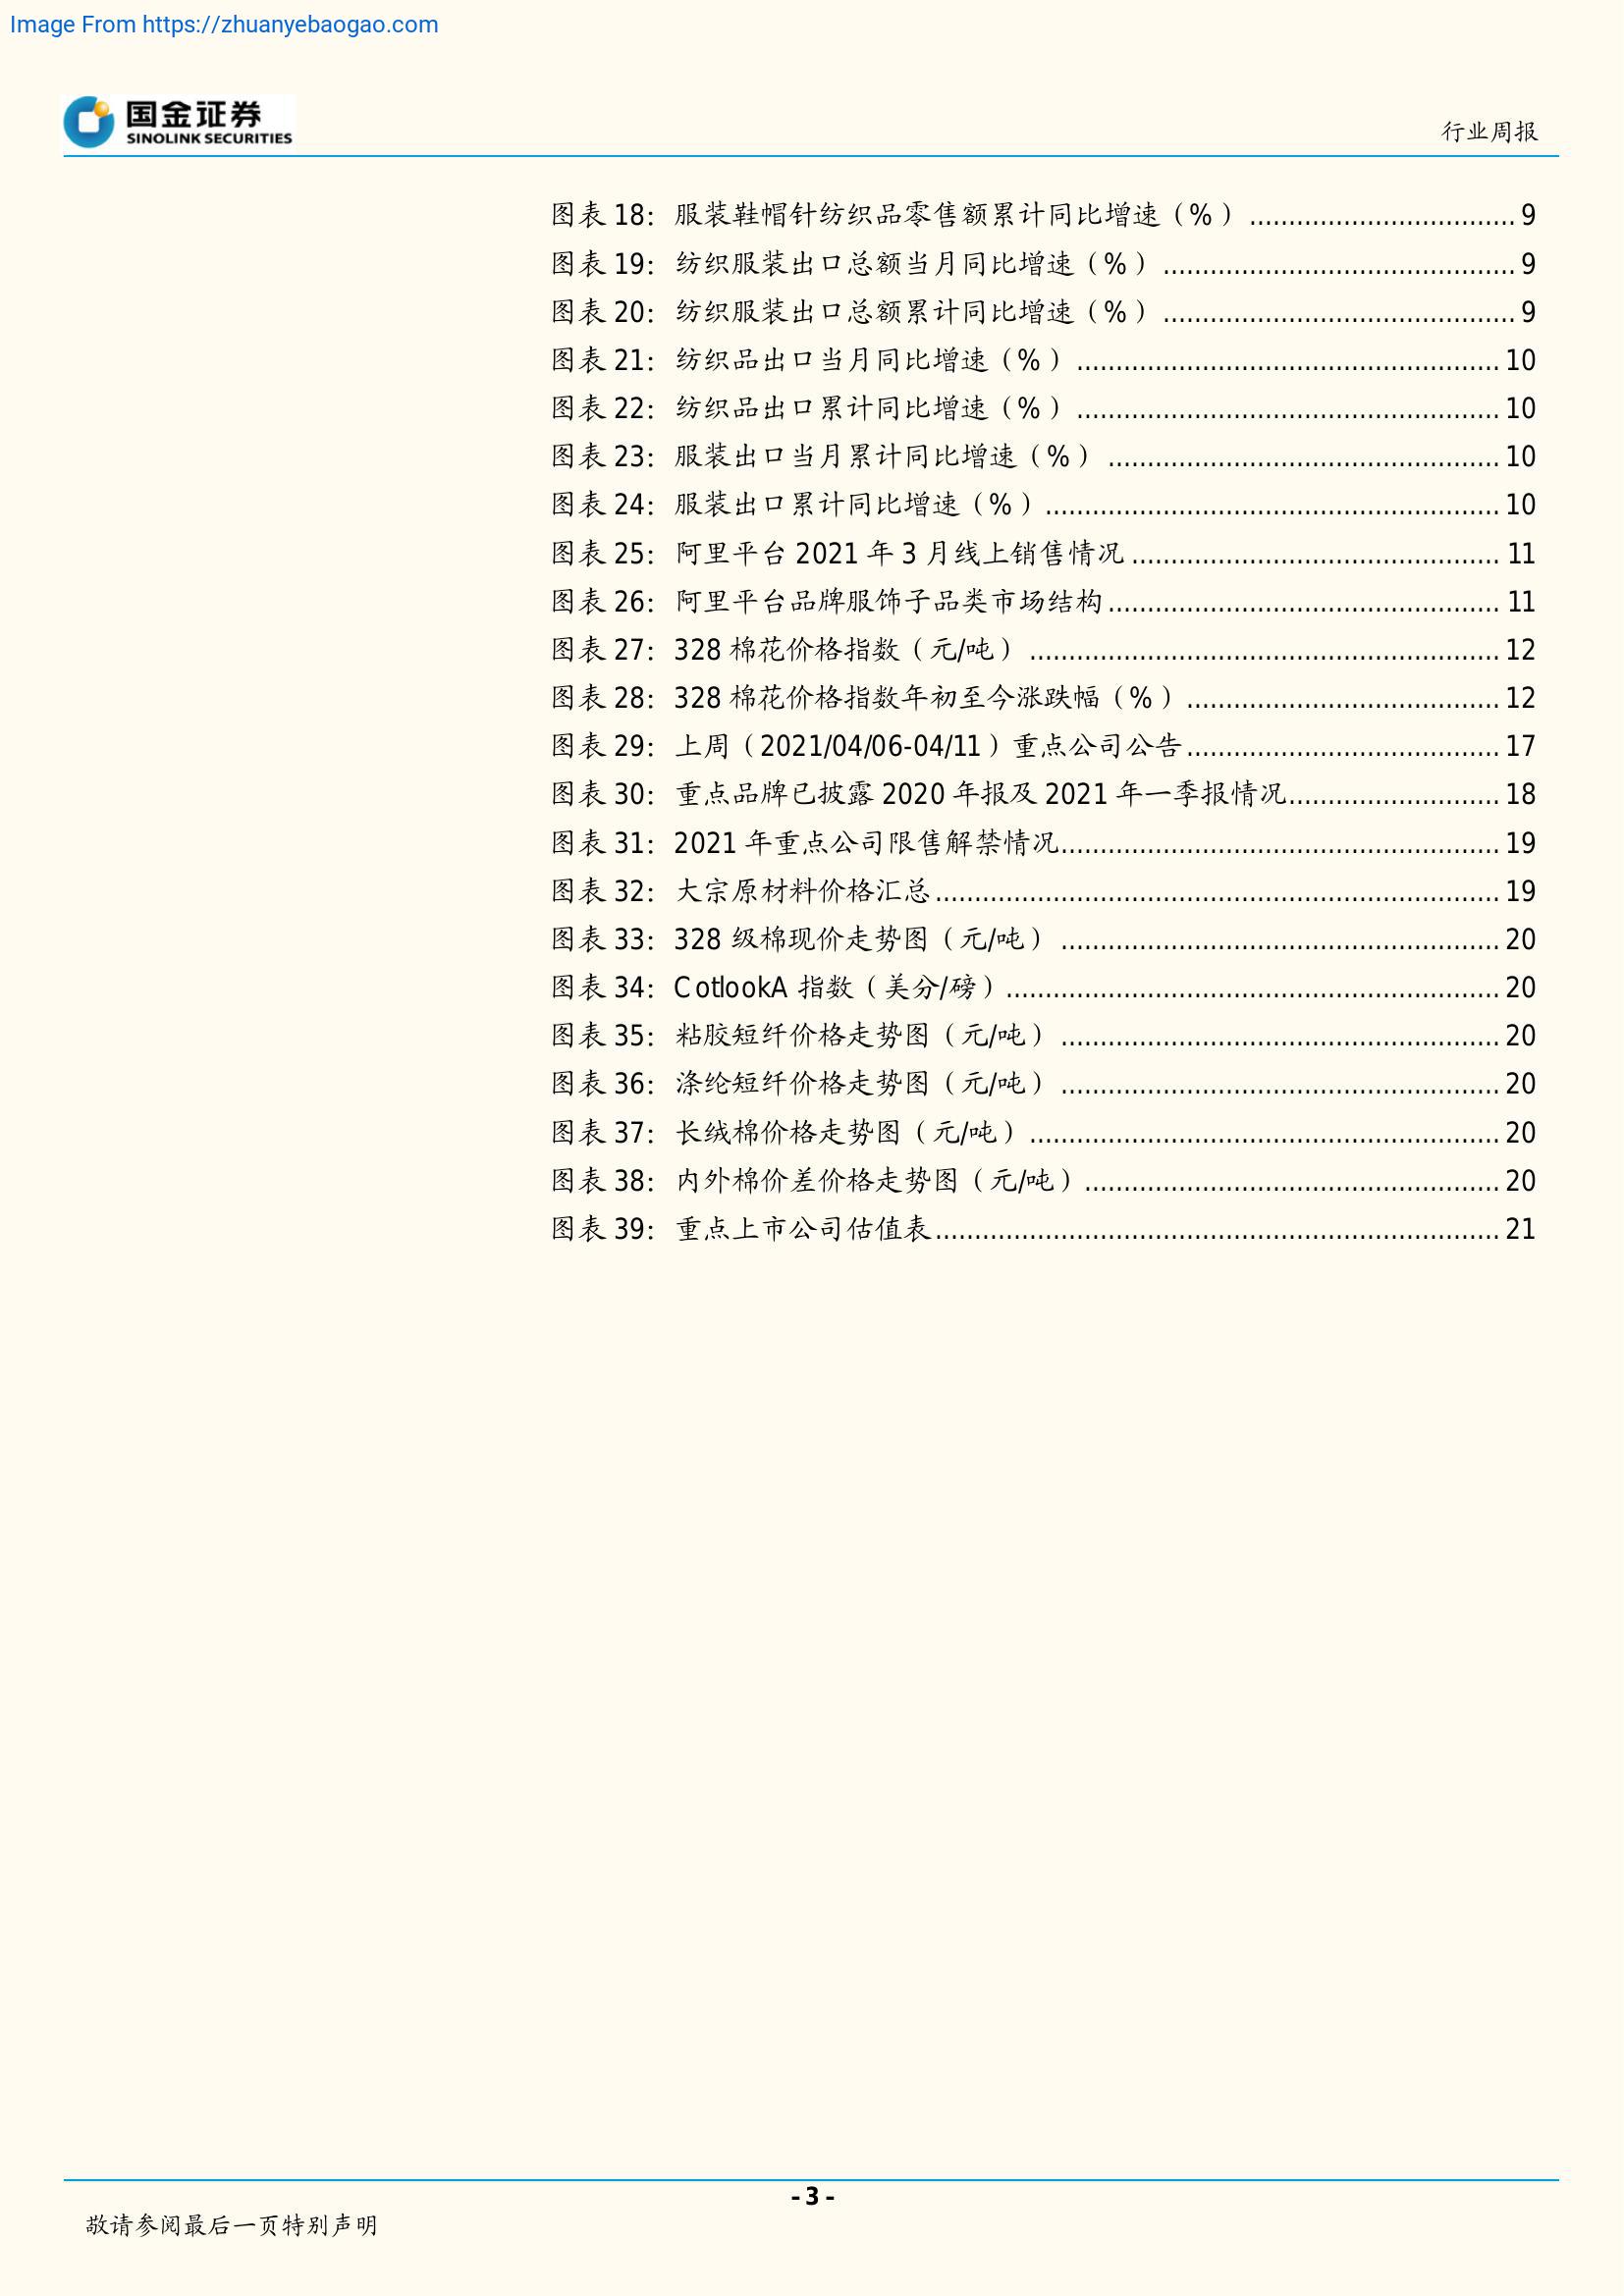 Image From https://zhuanyebaogao.com
国金证券
SINOLINK SECURITIES
行业周报
图表 18： 服装鞋帽针纺织品零售额累计同比增速（%）.................................. 9
图表 19： 纺织服装出口总额当月同比增速（%）............................................. 9
图表 20： 纺织服装出口总额累计同比增速（%）............................................. 9
图表 21： 纺织品出口当月同比增速（%）...................................................... 10
图表 22： 纺织品出口累计同比增速（%）...................................................... 10
图表 23： 服装出口当月累计同比增速（%）.................................................. 10
图表 24： 服装出口累计同比增速（%）.......................................................... 10
图表 25： 阿里平台 2021 年 3 月线上销售情况............................................... 11
图表 26： 阿里平台品牌服饰子品类市场结构.................................................. 11
图表 27： 328 棉花价格指数（元/吨）............................................................ 12
图表 28： 328 棉花价格指数年初至今涨跌幅（%）........................................ 12
图表 29： 上周（2021/04/06-04/11）重点公司公告........................................ 17
图表 30： 重点品牌已披露 2020 年报及 2021 年一季报情况........................... 18
图表 31： 2021 年重点公司限售解禁情况........................................................ 19
图表 32： 大宗原材料价格汇总........................................................................ 19
图表 33： 328 级棉现价走势图（元/吨）........................................................ 20
图表 34： CotlookA 指数（美分/磅）............................................................... 20
图表 35： 粘胶短纤价格走势图（元/吨）........................................................ 20
图表 36： 涤纶短纤价格走势图（元/吨）........................................................ 20
图表 37： 长绒棉价格走势图（元/吨）............................................................ 20
图表 38： 内外棉价差价格走势图（元/吨）..................................................... 20
图表 39： 重点上市公司估值表........................................................................ 21
- 3 -
敬请参阅最后一页特别声明